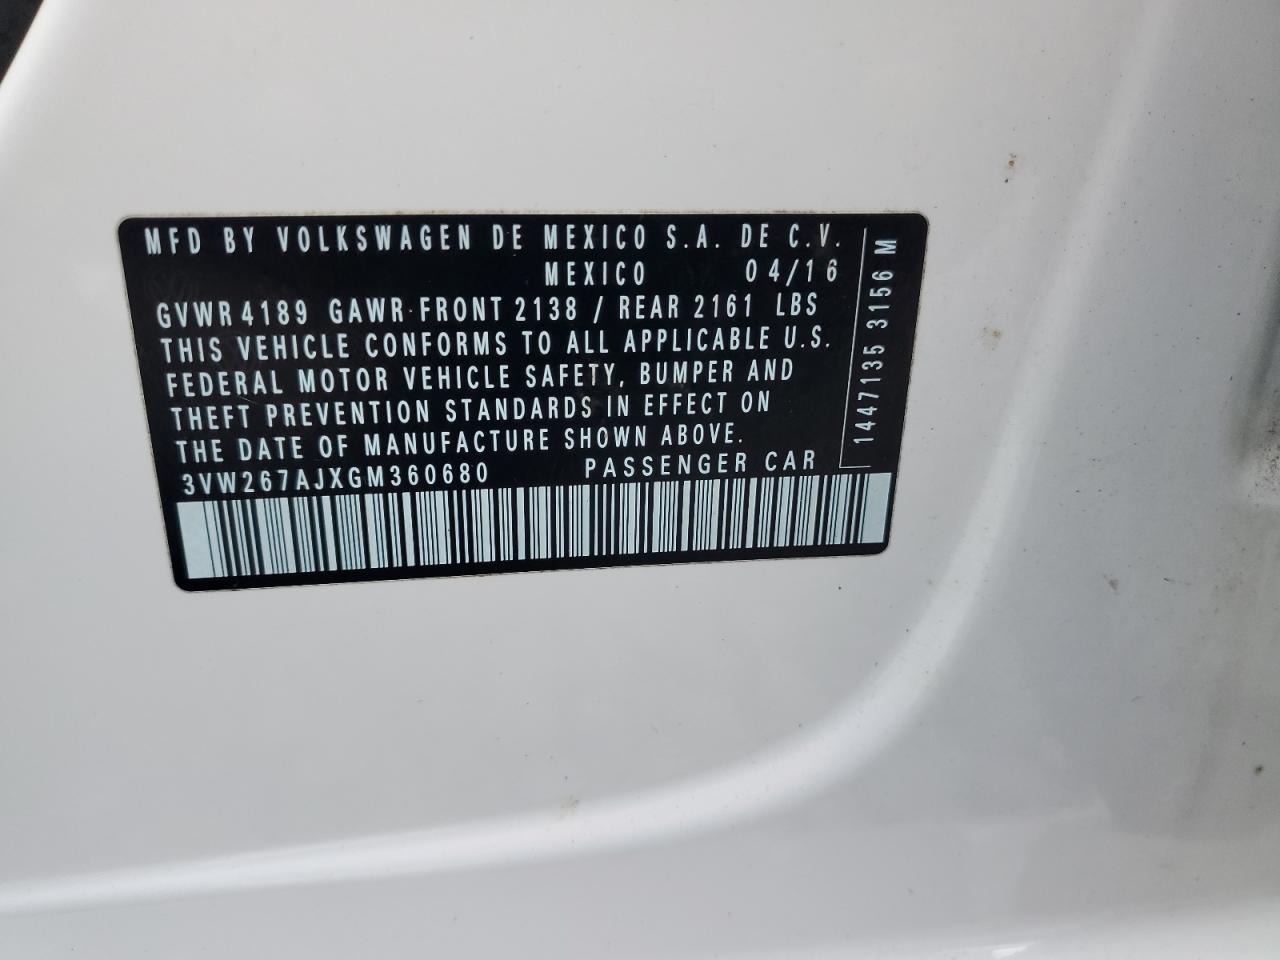 MFD BY VOLKSWAGEN DE MEXICO S.A. DE C.V.
MEXICO 04/16
GVWR 4189 GAWR FRONT 2138 / REAR 2161 LBS
THIS VEHICLE CONFORMS TO ALL APPLICABLE U.S.
FEDERAL MOTOR VEHICLE SAFETY, BUMPER AND
THEFT PREVENTION STANDARDS IN EFFECT ON
THE DATE OF MANUFACTURE SHOWN ABOVE.
3VW267AJXGM360680 PASSENGER CAR
1447135 3156 M